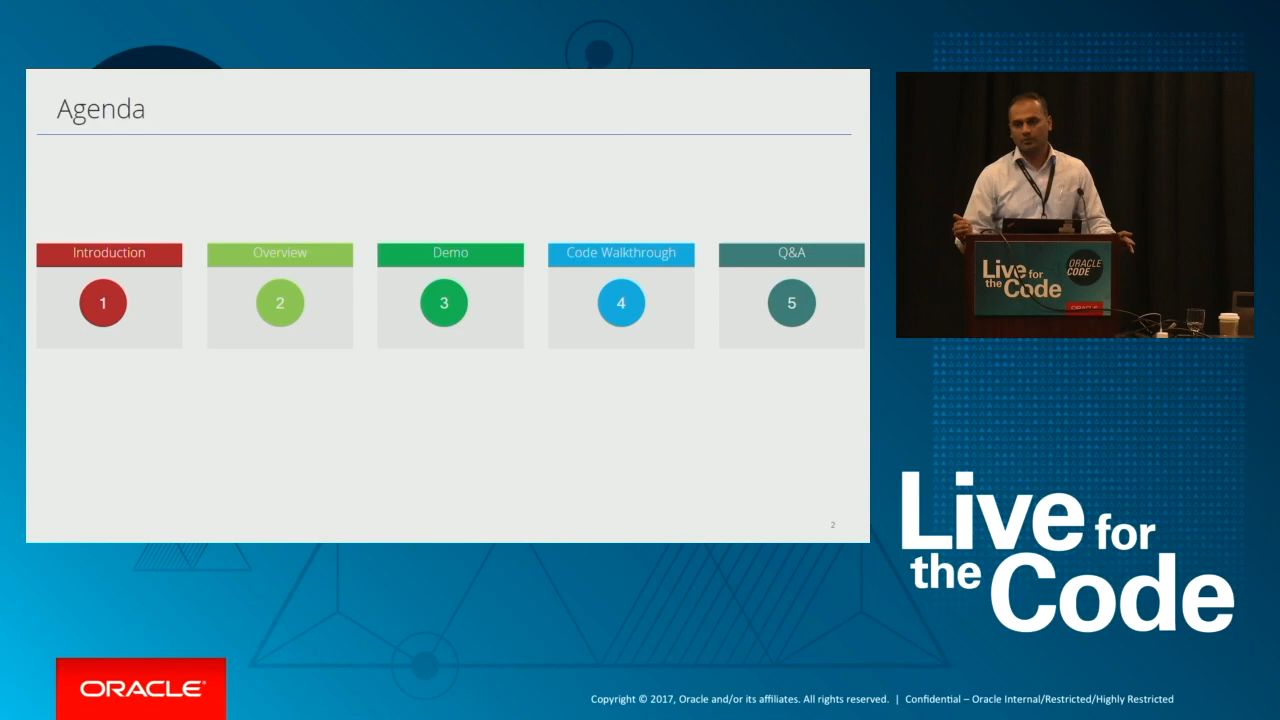 Agenda
Introduction
Overview
Demo
Code Walkthrough
Q&A
1
2
3
4
5
2
Live for
the Code
ORACLE
CODE
ORACLE
Live for
the Code
ORACLE
Copyright © 2017, Oracle and/or its affiliates. All rights reserved. | Confidential – Oracle Internal/Restricted/Highly Restricted